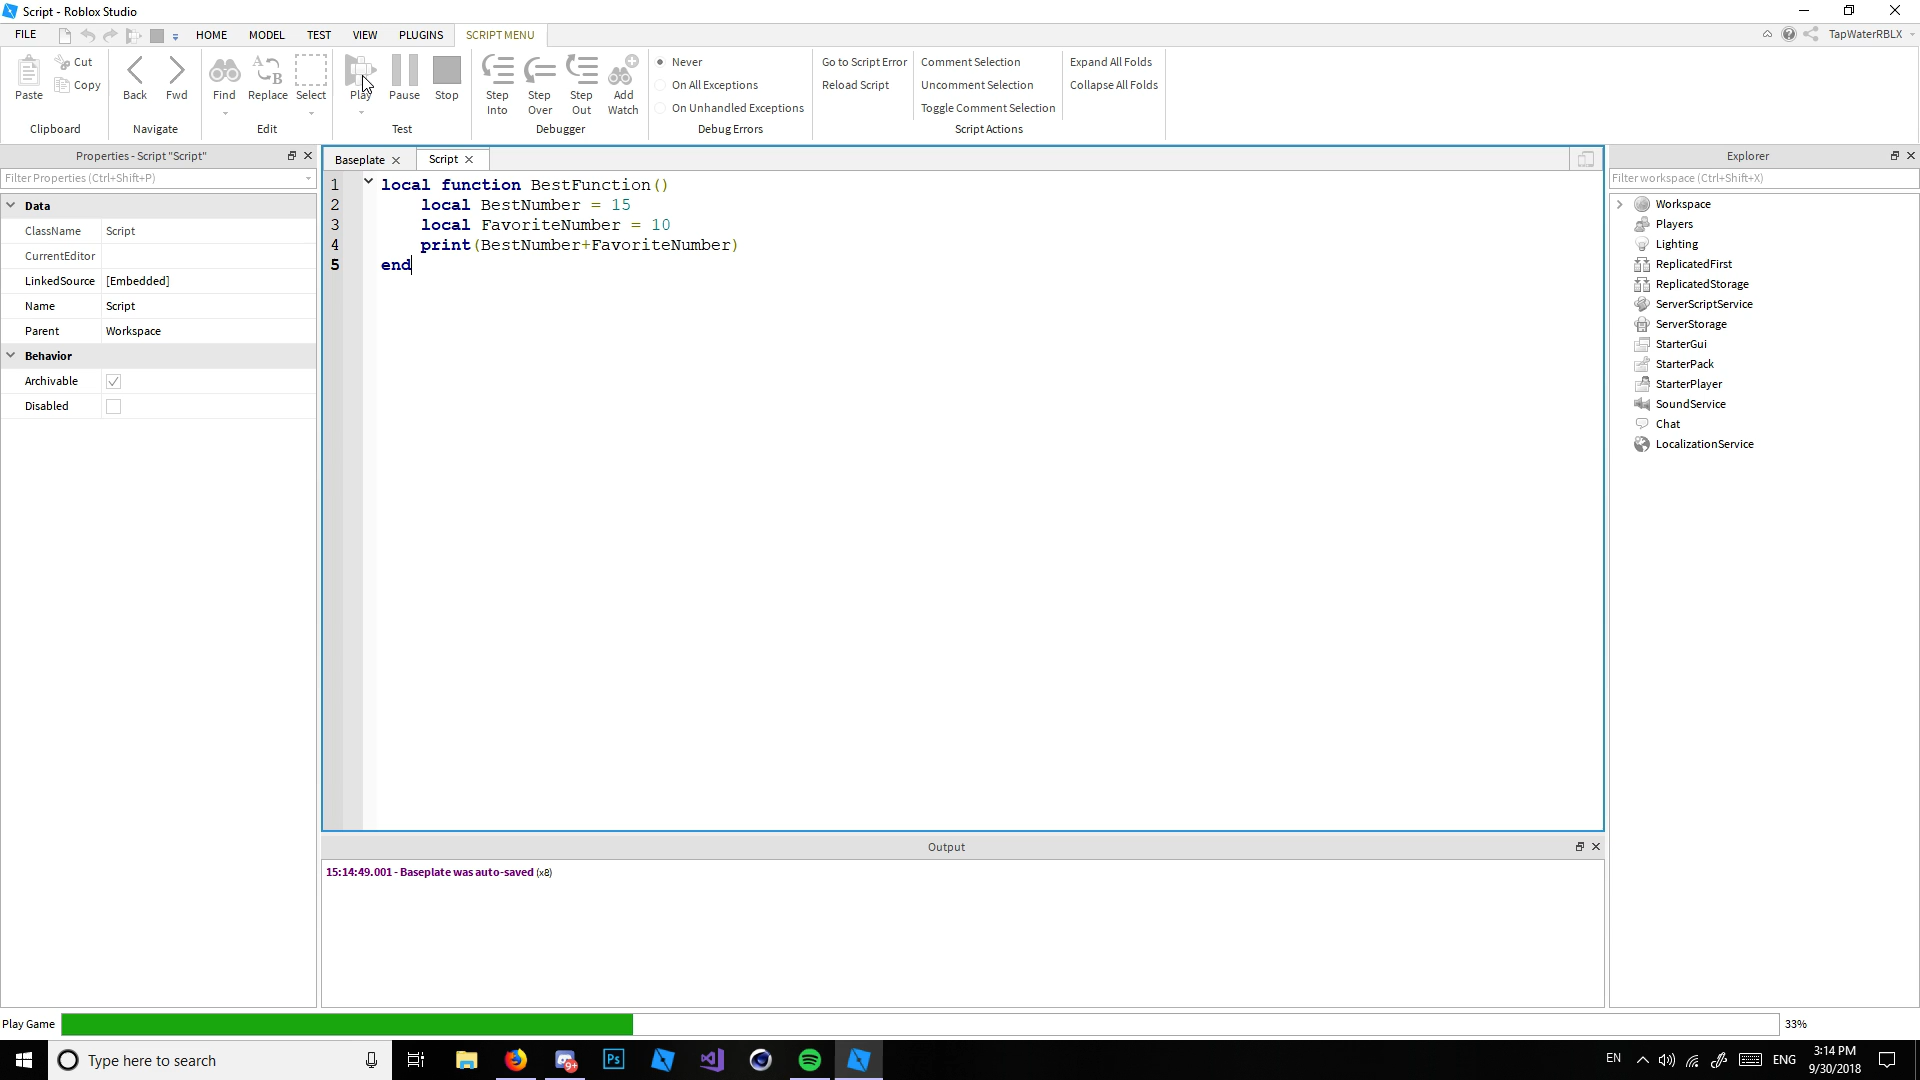 Script - Roblox Studio
FILE HOME MODEL TEST VIEW PLUGINS SCRIPT MENU TapWaterRBLX
Paste Cut Copy
Clipboard
Back Fwd
Navigate
Find Replace Select
Edit
Play Pause Stop
Test
Step Into Step Over Step Out Add Watch
Debugger
Never
On All Exceptions
On Unhandled Exceptions
Debug Errors
Go to Script Error
Reload Script
Comment Selection
Uncomment Selection
Toggle Comment Selection
Expand All Folds
Collapse All Folds
Script Actions
Properties - Script "Script"
Filter Properties (Ctrl+Shift+P)
Data
ClassName Script
CurrentEditor
LinkedSource [Embedded]
Name Script
Parent Workspace
Behavior
Archivable
Disabled
Baseplate Script
1 local function BestFunction()
2 local BestNumber = 15
3 local FavoriteNumber = 10
4 print(BestNumber+FavoriteNumber)
5 end
Output
15:14:49.001 - Baseplate was auto-saved (x8)
Explorer
Filter workspace (Ctrl+Shift+X)
Workspace
Players
Lighting
ReplicatedFirst
ReplicatedStorage
ServerScriptService
ServerStorage
StarterGui
StarterPack
StarterPlayer
SoundService
Chat
LocalizationService
Play Game 33%
Type here to search
9+
Ps
EN ENG
3:14 PM
9/30/2018